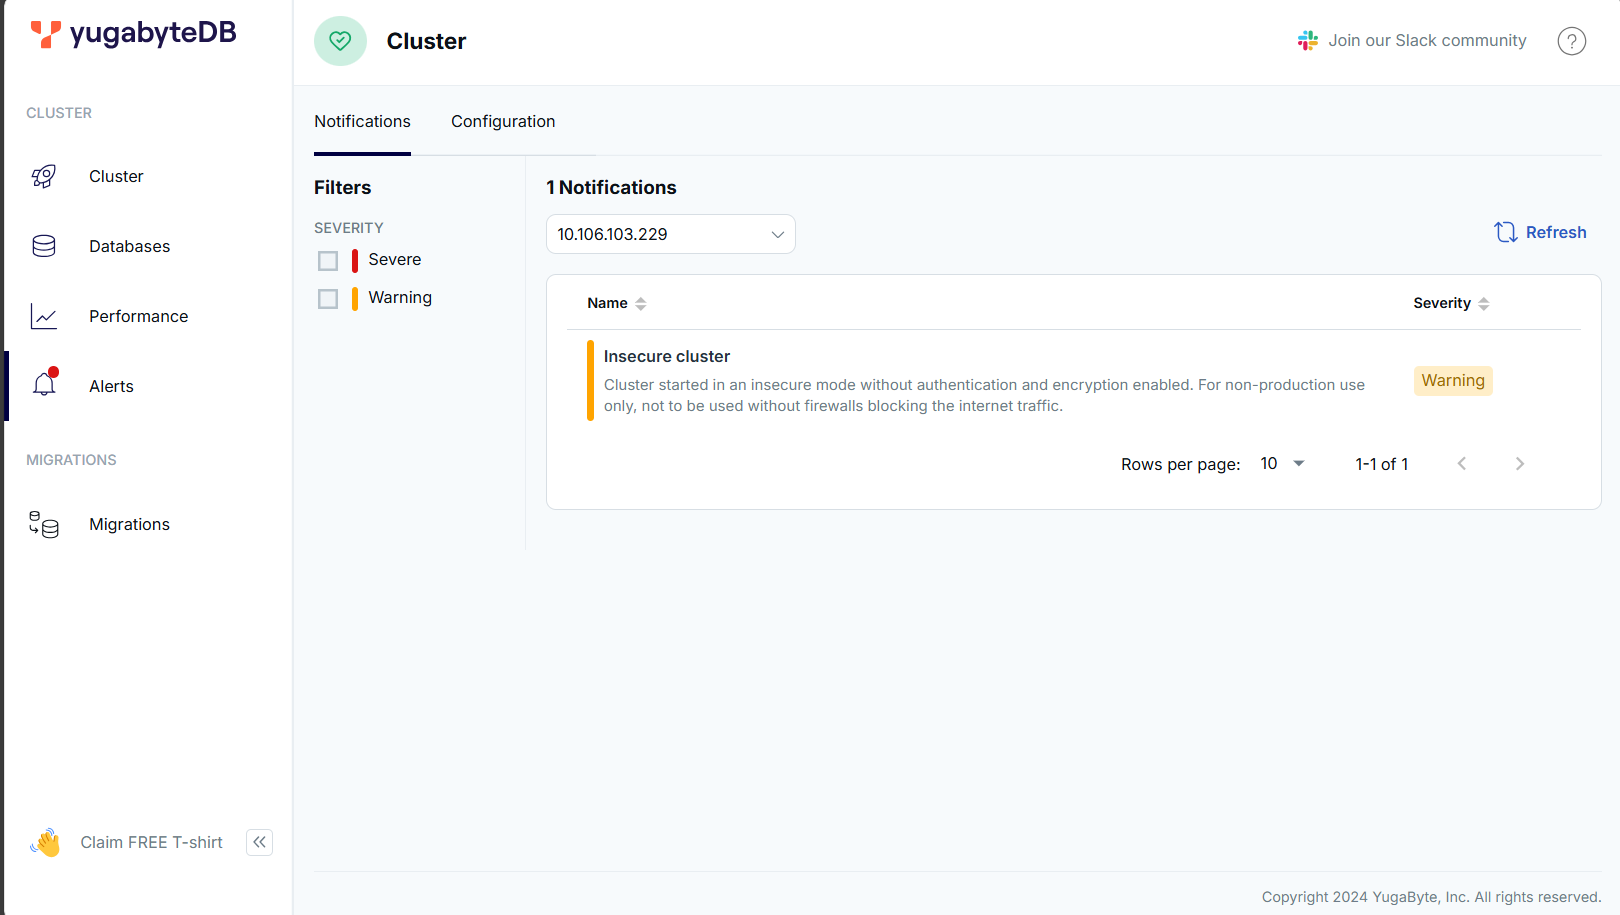 yugabyteDB
CLUSTER
Cluster
Databases
Performance
Alerts
MIGRATIONS
Migrations
Claim FREE T-shirt
Cluster
Join our Slack community
?
Notifications
Configuration
Filters
SEVERITY
Severe
Warning
1 Notifications
10.106.103.229
Refresh
Name
Severity
Insecure cluster
Cluster started in an insecure mode without authentication and encryption enabled. For non-production use
only, not to be used without firewalls blocking the internet traffic.
Warning
Rows per page: 10
1-1 of 1
Copyright 2024 YugaByte, Inc. All rights reserved.